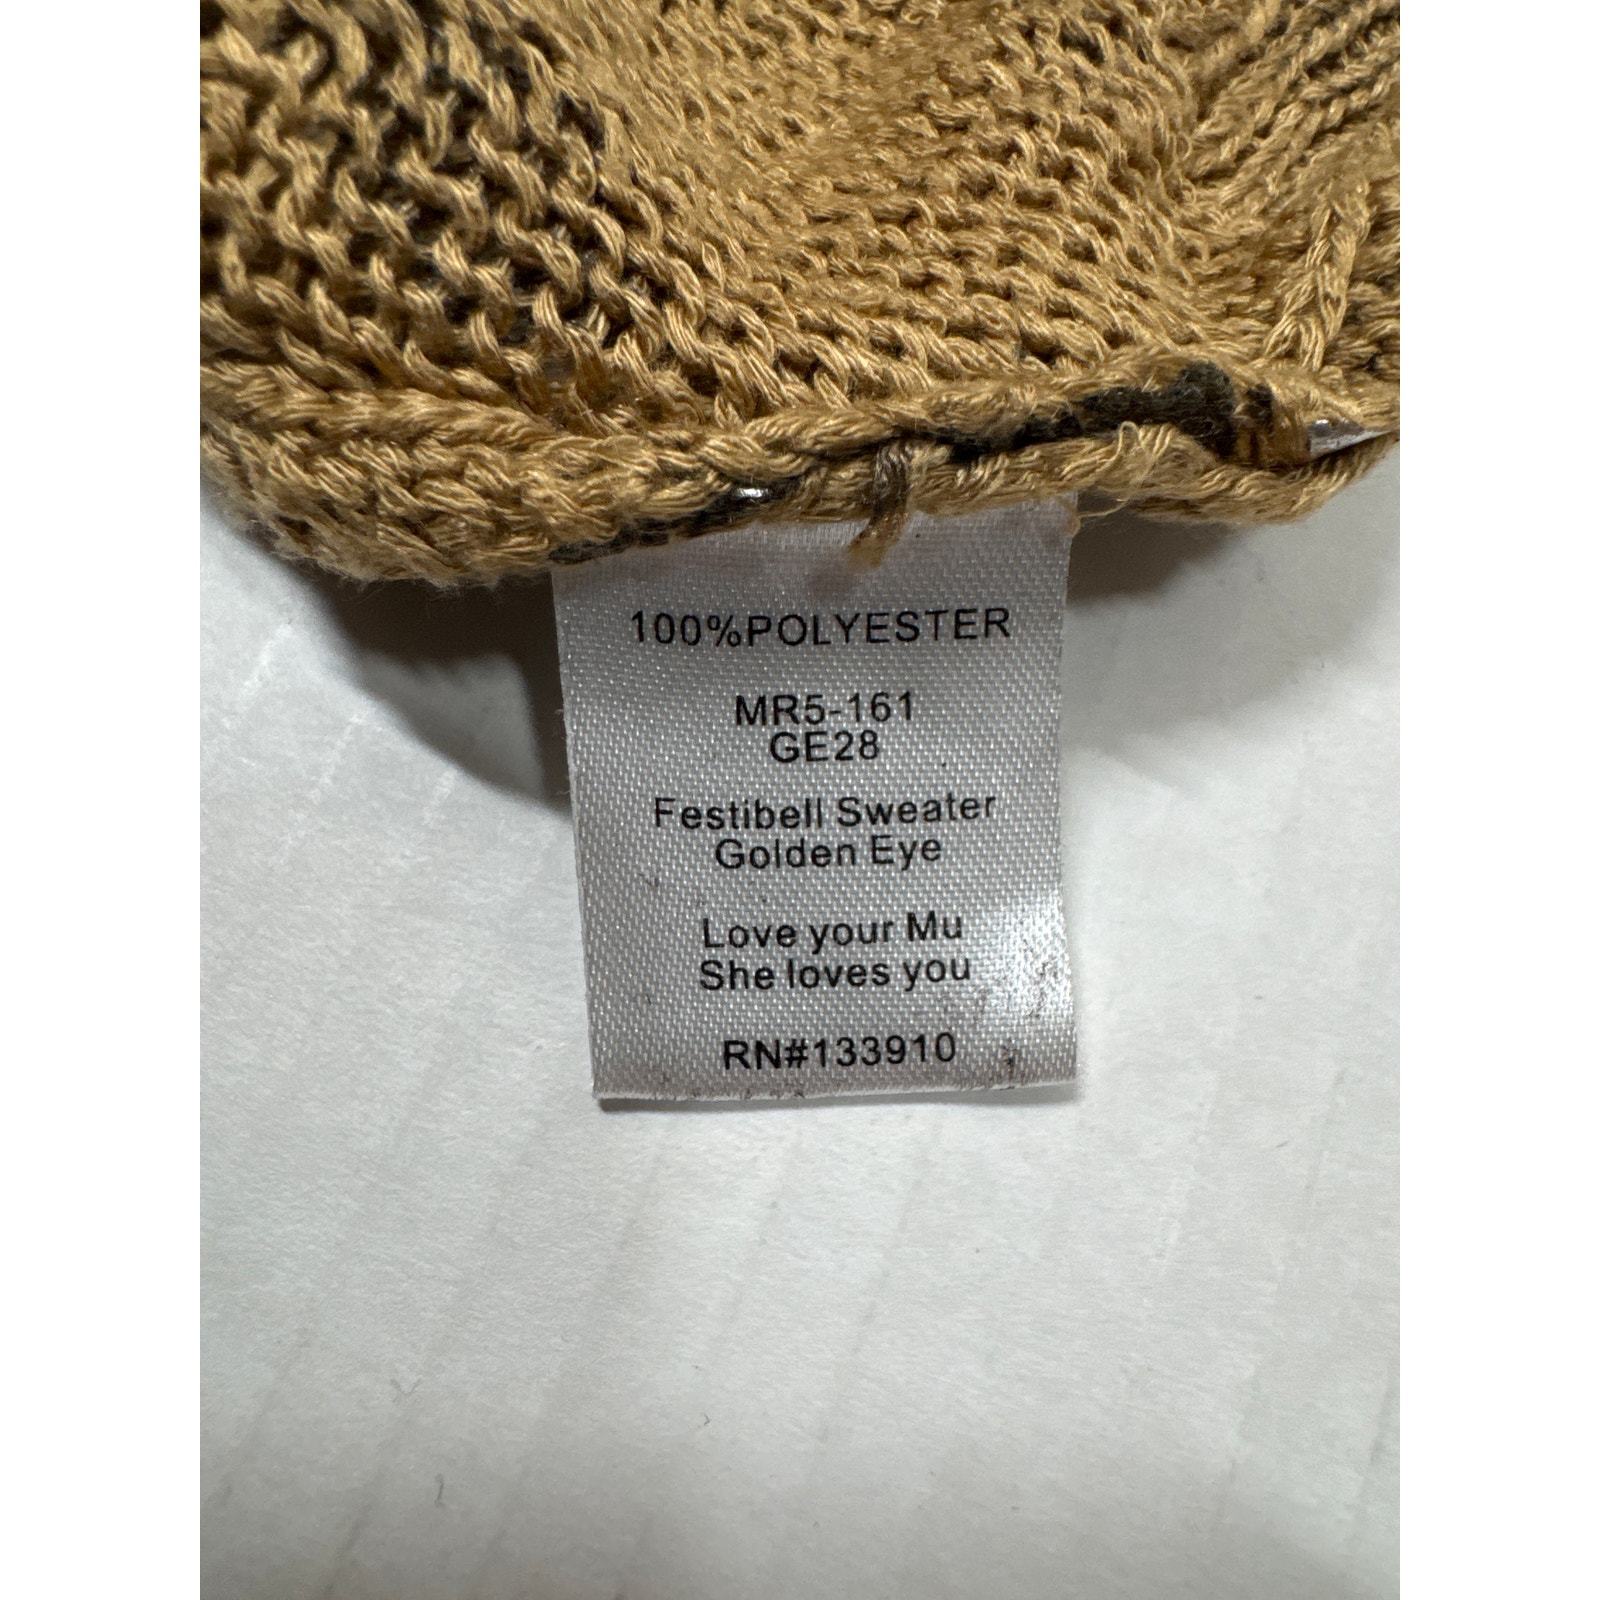 100%POLYESTER
MR5-161
GE28
Festibell Sweater
Golden Eye
Love your Mu
She loves you
RN#133910